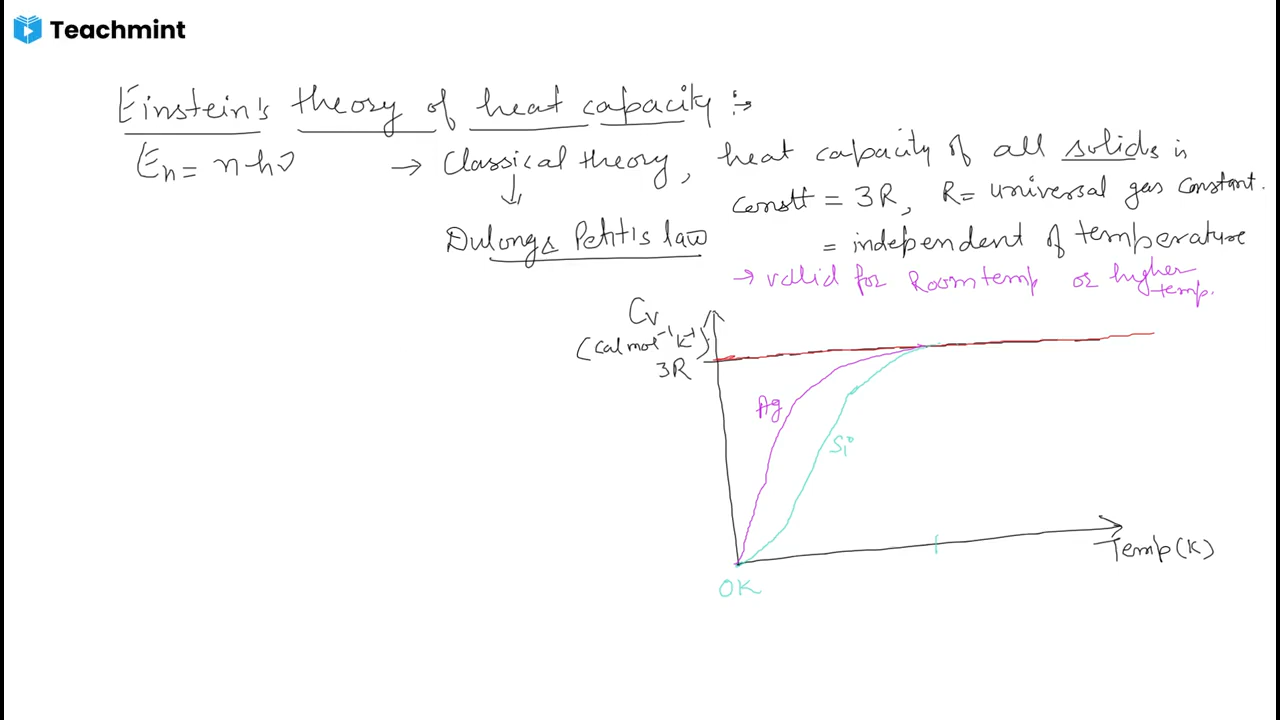 Teachmint
Einstein's theory of heat capacity :→
En = nhν → Classical theory, heat capacity of all solids is
constt = 3R, R = universal gas constant.
↓
Dulong & Petit's law = independent of temperature
→ valid for Room temp or higher temp.
Cv
(cal mol⁻¹ K⁻¹)
3R
Ag
Si
Temp (K)
0K